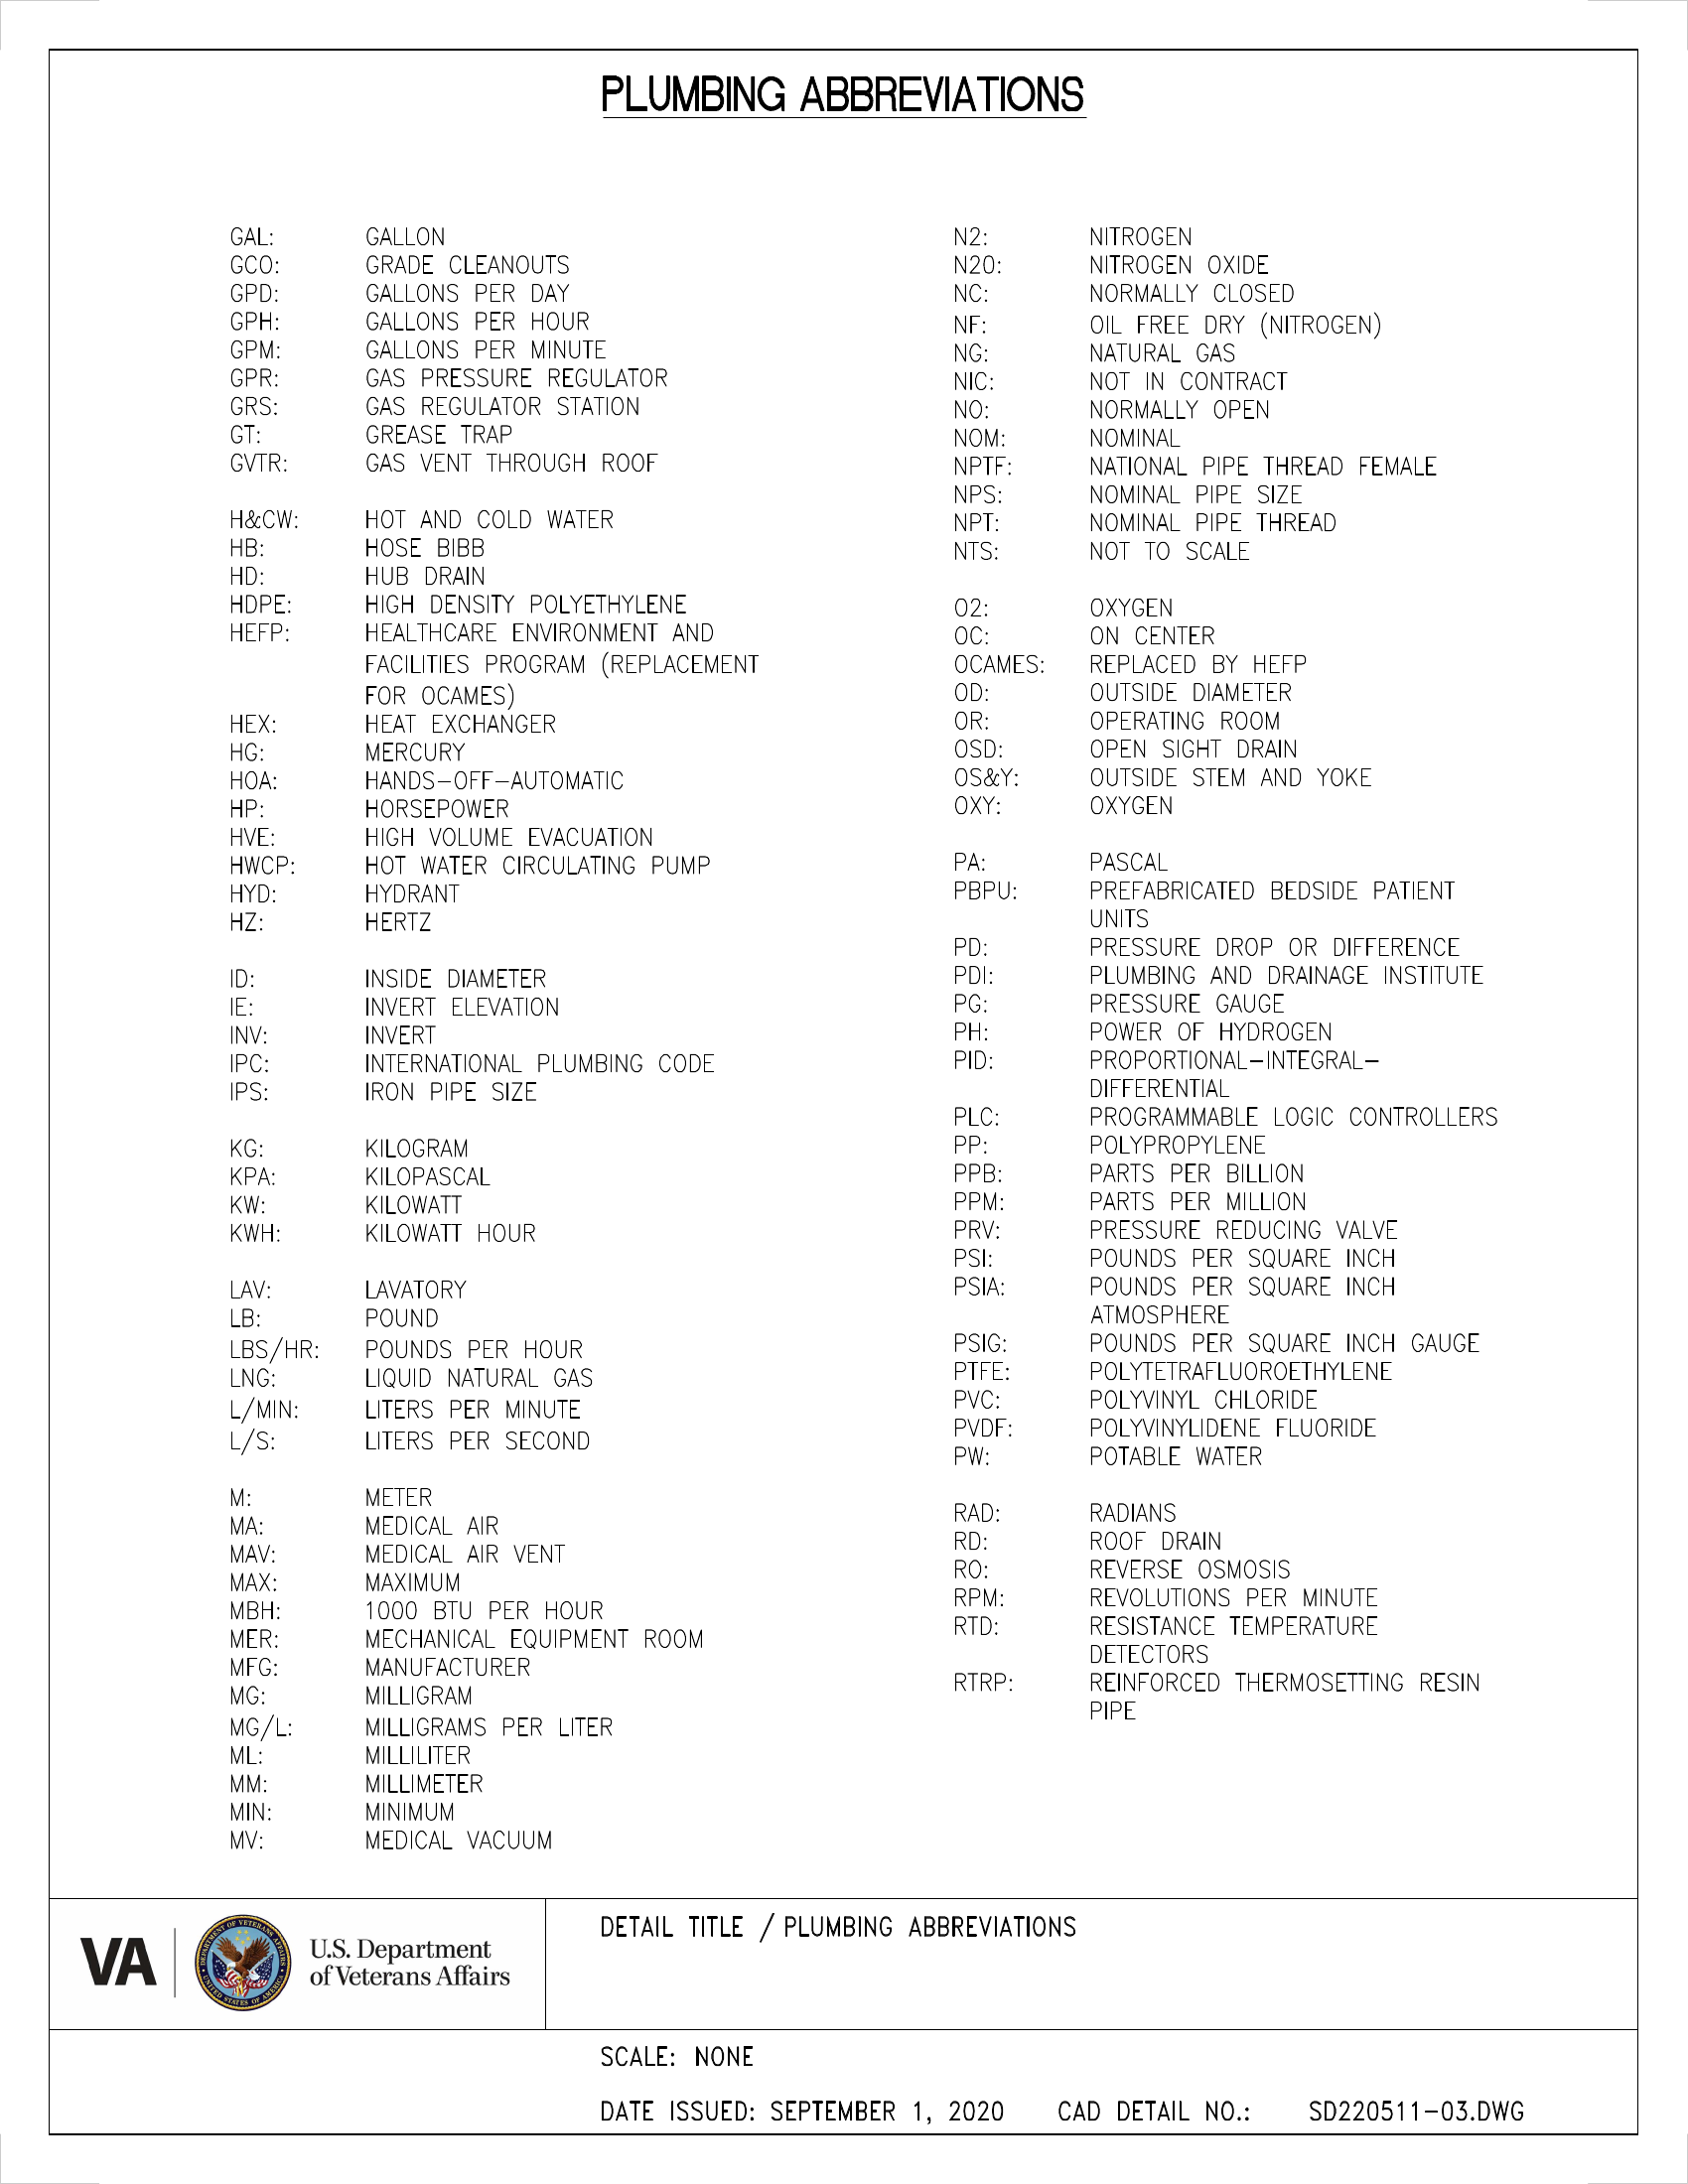 PLUMBING ABBREVIATIONS
GAL: GALLON
GCO: GRADE CLEANOUTS
GPD: GALLONS PER DAY
GPH: GALLONS PER HOUR
GPM: GALLONS PER MINUTE
GPR: GAS PRESSURE REGULATOR
GRS: GAS REGULATOR STATION
GT: GREASE TRAP
GVTR: GAS VENT THROUGH ROOF
H&CW: HOT AND COLD WATER
HB: HOSE BIBB
HD: HUB DRAIN
HDPE: HIGH DENSITY POLYETHYLENE
HEFP: HEALTHCARE ENVIRONMENT AND
FACILITIES PROGRAM (REPLACEMENT
FOR OCAMES)
HEX: HEAT EXCHANGER
HG: MERCURY
HOA: HANDS-OFF-AUTOMATIC
HP: HORSEPOWER
HVE: HIGH VOLUME EVACUATION
HWCP: HOT WATER CIRCULATING PUMP
HYD: HYDRANT
HZ: HERTZ
ID: INSIDE DIAMETER
IE: INVERT ELEVATION
INV: INVERT
IPC: INTERNATIONAL PLUMBING CODE
IPS: IRON PIPE SIZE
KG: KILOGRAM
KPA: KILOPASCAL
KW: KILOWATT
KWH: KILOWATT HOUR
LAV: LAVATORY
LB: POUND
LBS/HR: POUNDS PER HOUR
LNG: LIQUID NATURAL GAS
L/MIN: LITERS PER MINUTE
L/S: LITERS PER SECOND
M: METER
MA: MEDICAL AIR
MAV: MEDICAL AIR VENT
MAX: MAXIMUM
MBH: 1000 BTU PER HOUR
MER: MECHANICAL EQUIPMENT ROOM
MFG: MANUFACTURER
MG: MILLIGRAM
MG/L: MILLIGRAMS PER LITER
ML: MILLILITER
MM: MILLIMETER
MIN: MINIMUM
MV: MEDICAL VACUUM
N2: NITROGEN
N2O: NITROGEN OXIDE
NC: NORMALLY CLOSED
NF: OIL FREE DRY (NITROGEN)
NG: NATURAL GAS
NIC: NOT IN CONTRACT
NO: NORMALLY OPEN
NOM: NOMINAL
NPTF: NATIONAL PIPE THREAD FEMALE
NPS: NOMINAL PIPE SIZE
NPT: NOMINAL PIPE THREAD
NTS: NOT TO SCALE
O2: OXYGEN
OC: ON CENTER
OCAMES: REPLACED BY HEFP
OD: OUTSIDE DIAMETER
OR: OPERATING ROOM
OSD: OPEN SIGHT DRAIN
OS&Y: OUTSIDE STEM AND YOKE
OXY: OXYGEN
PA: PASCAL
PBPU: PREFABRICATED BEDSIDE PATIENT
UNITS
PD: PRESSURE DROP OR DIFFERENCE
PDI: PLUMBING AND DRAINAGE INSTITUTE
PG: PRESSURE GAUGE
PH: POWER OF HYDROGEN
PID: PROPORTIONAL-INTEGRAL-
DIFFERENTIAL
PLC: PROGRAMMABLE LOGIC CONTROLLERS
PP: POLYPROPYLENE
PPB: PARTS PER BILLION
PPM: PARTS PER MILLION
PRV: PRESSURE REDUCING VALVE
PSI: POUNDS PER SQUARE INCH
PSIA: POUNDS PER SQUARE INCH
ATMOSPHERE
PSIG: POUNDS PER SQUARE INCH GAUGE
PTFE: POLYTETRAFLUOROETHYLENE
PVC: POLYVINYL CHLORIDE
PVDF: POLYVINYLIDENE FLUORIDE
PW: POTABLE WATER
RAD: RADIANS
RD: ROOF DRAIN
RO: REVERSE OSMOSIS
RPM: REVOLUTIONS PER MINUTE
RTD: RESISTANCE TEMPERATURE
DETECTORS
RTRP: REINFORCED THERMOSETTING RESIN
PIPE
VA
DEPARTMENT OF VETERANS AFFAIRS
UNITED STATES OF AMERICA
U.S. Department
of Veterans Affairs
DETAIL TITLE / PLUMBING ABBREVIATIONS
SCALE: NONE
DATE ISSUED: SEPTEMBER 1, 2020 CAD DETAIL NO.: SD220511-03.DWG